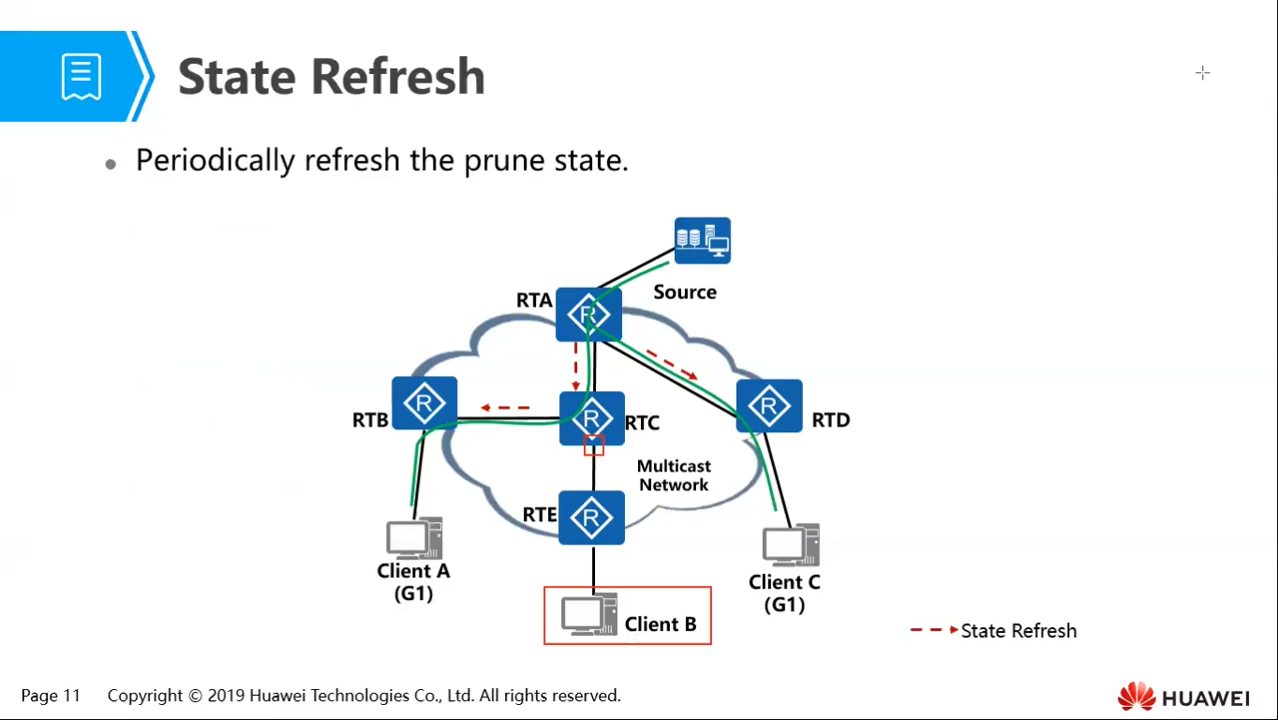 State Refresh
Periodically refresh the prune state.
Source
RTA
R
R
RTB
R
RTC
R
RTD
Multicast
Network
RTE
R
Client A
(G1)
Client B
Client C
(G1)
State Refresh
Page 11
Copyright © 2019 Huawei Technologies Co., Ltd. All rights reserved.
HUAWEI